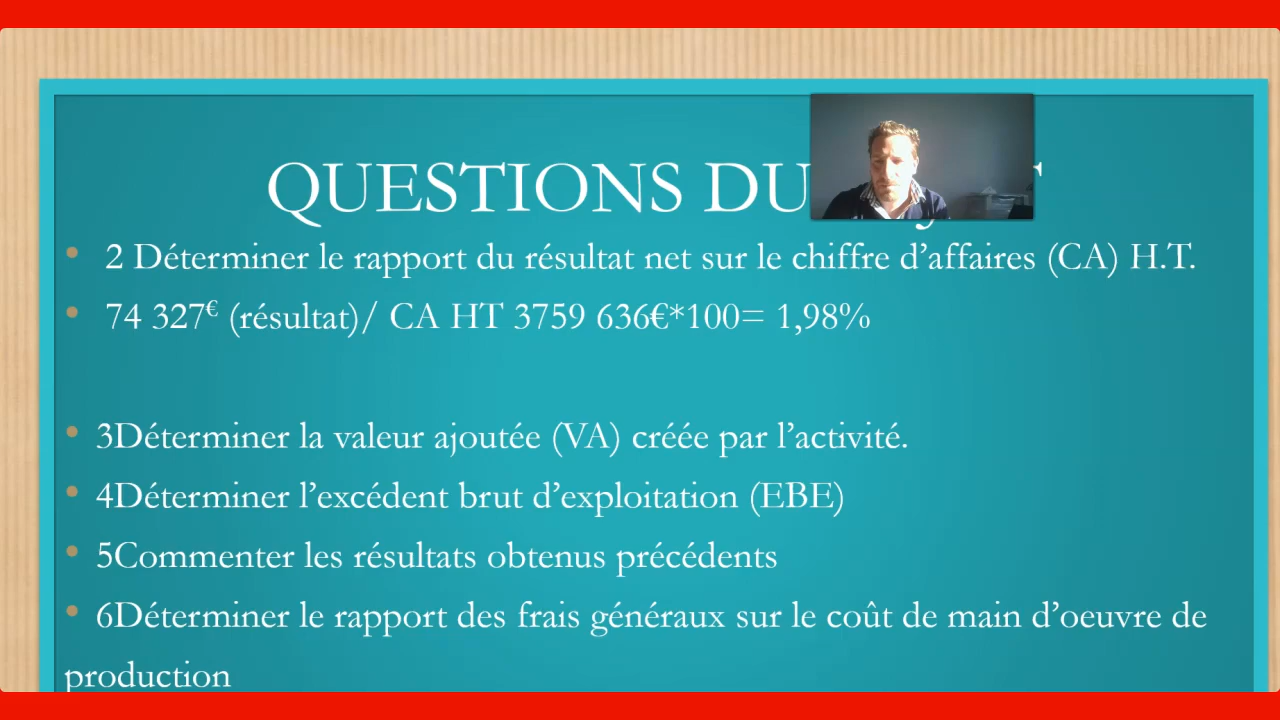 QUESTIONS DU
2 Déterminer le rapport du résultat net sur le chiffre d’affaires (CA) H.T.
74 327€ (résultat)/ CA HT 3759 636€*100= 1,98%
3Déterminer la valeur ajoutée (VA) créée par l’activité.
4Déterminer l’excédent brut d’exploitation (EBE)
5Commenter les résultats obtenus précédents
6Déterminer le rapport des frais généraux sur le coût de main d’oeuvre de
production